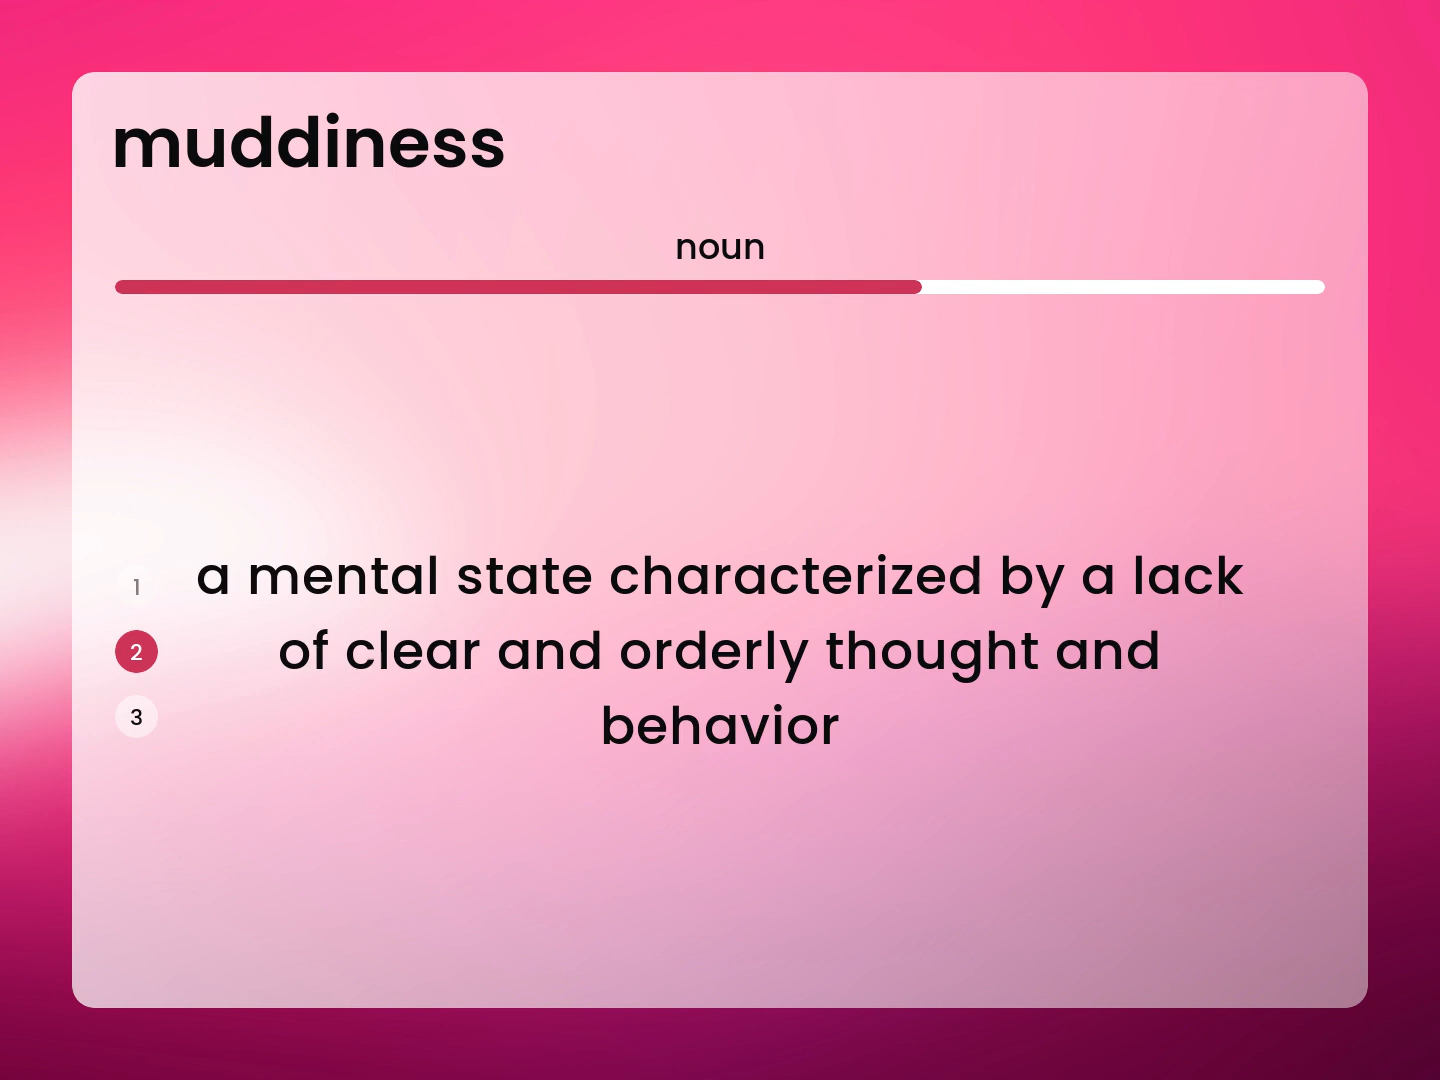 muddiness
noun
1
a mental state characterized by a lack
of clear and orderly thought and
behavior
2
3